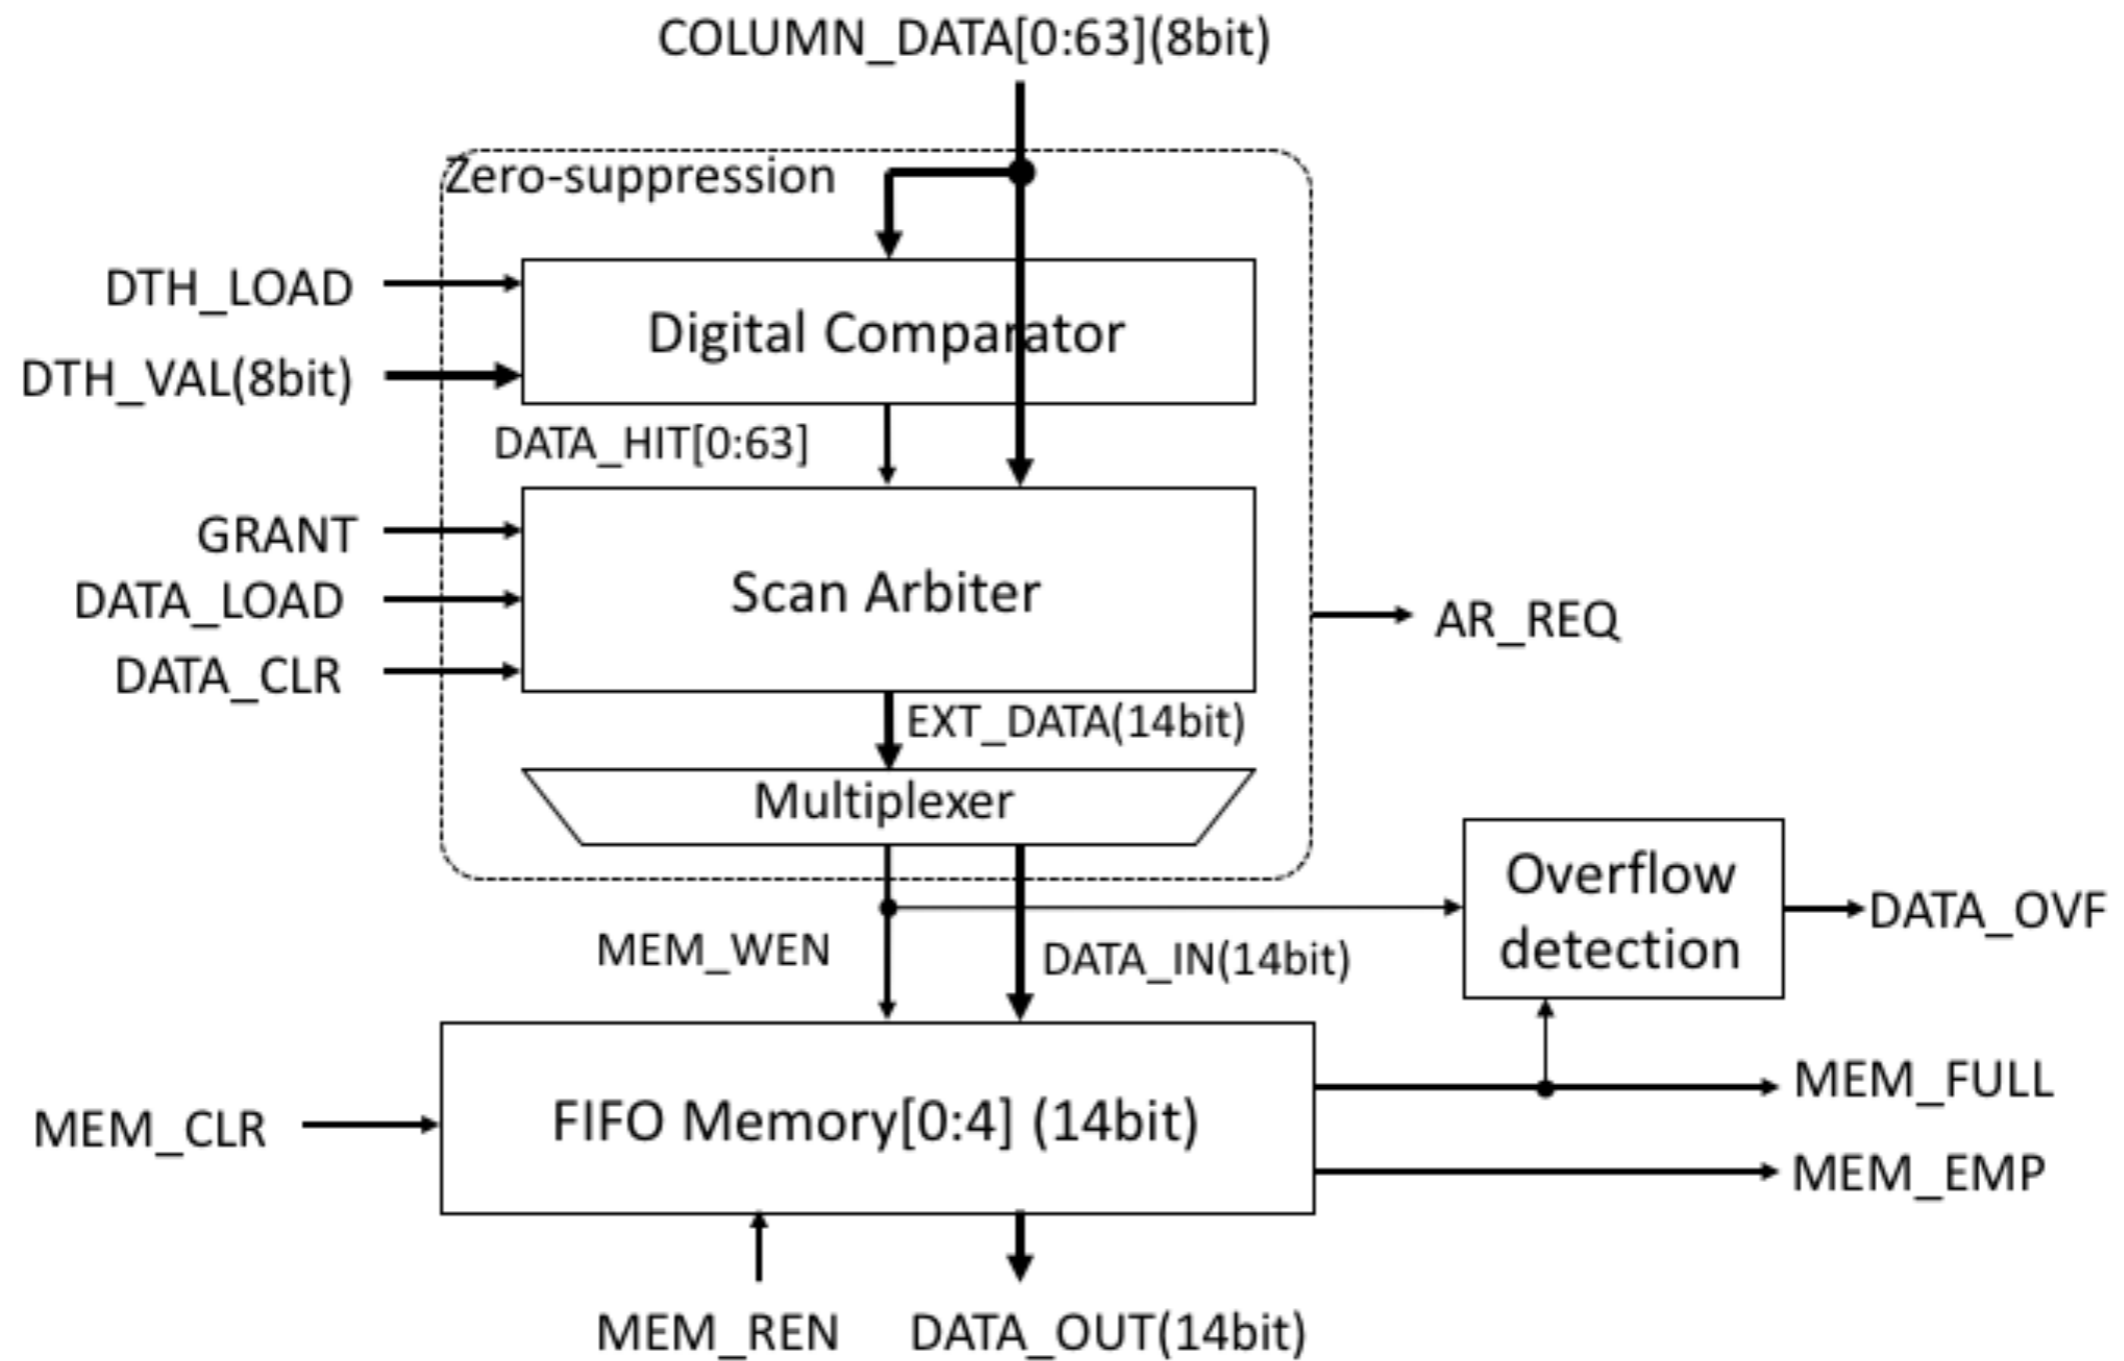 COLUMN_DATA[0:63](8bit)
Zero-suppression
DTH_LOAD
Digital Comparator
DTH_VAL(8bit)
DATA_HIT[0:63]
GRANT
Scan Arbiter
DATA_LOAD
AR_REQ
DATA_CLR
EXT_DATA(14bit)
Multiplexer
Overflow
detection
DATA_OVF
MEM_WEN
DATA_IN(14bit)
MEM_FULL
MEM_CLR
FIFO Memory[0:4] (14bit)
MEM_EMP
MEM_REN
DATA_OUT(14bit)